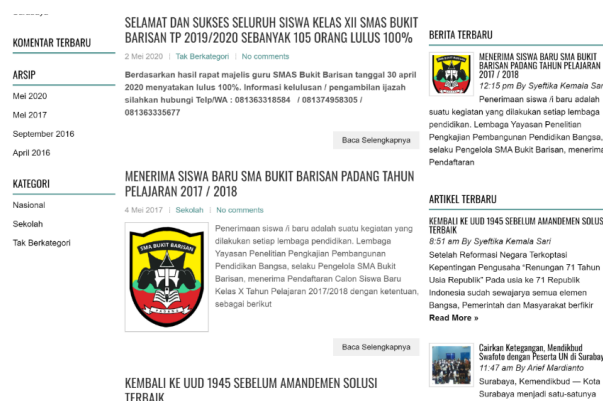 KOMENTAR TERBARU
ARSIP
Mei 2020
Mei 2017
September 2016
April 2016
KATEGORI
Nasional
Sekolah
Tak Berkategori
SELAMAT DAN SUKSES SELURUH SISWA KELAS XII SMAS BUKIT
BARISAN TP 2019/2020 SEBANYAK 105 ORANG LULUS 100%
2 Mei 2020 | Tak Berkategori | No comments
Berdasarkan hasil rapat majelis guru SMAS Bukit Barisan tanggal 30 april
2020 menyatakan lulus 100%. Informasi kelulusan / pengambilan ijazah
silahkan hubungi Telp/WA : 081363318584 / 081374958305 /
081363335677
Baca Selengkapnya
MENERIMA SISWA BARU SMA BUKIT BARISAN PADANG TAHUN
PELAJARAN 2017 / 2018
4 Mei 2017 | Sekolah | No comments
SMA BUKIT BARISAN
PADANG
Penerimaan siswa /i baru adalah suatu kegiatan yang
dilakukan setiap lembaga pendidikan. Lembaga
Yayasan Penelitian Pengkajian Pembangunan
Pendidikan Bangsa, selaku Pengelola SMA Bukit
Barisan, menerima Pendaftaran Calon Siswa Baru
Kelas X Tahun Pelajaran 2017/2018 dengan ketentuan,
sebagai berikut
Baca Selengkapnya
KEMBALI KE UUD 1945 SEBELUM AMANDEMEN SOLUSI
TERBAIK
BERITA TERBARU
MENERIMA SISWA BARU SMA BUKIT
BARISAN PADANG TAHUN PELAJARAN
2017 / 2018
12:15 pm By Syeftika Kemala Sar
Penerimaan siswa /i baru adalah
suatu kegiatan yang dilakukan setiap lembaga
pendidikan. Lembaga Yayasan Penelitian
Pengkajian Pembangunan Pendidikan Bangsa,
selaku Pengelola SMA Bukit Barisan, menerima
Pendaftaran
ARTIKEL TERBARU
KEMBALI KE UUD 1945 SEBELUM AMANDEMEN SOLUS
TERBAIK
8:51 am By Syeftika Kemala Sari
Setelah Reformasi Negara Terkoptasi
Kepentingan Pengusaha “Renungan 71 Tahun
Usia Republik” Pada usia ke 71 Republik
Indonesia sudah sewajarya semua elemen
Bangsa, Pemerintah dan Masyarakat berfikir
Read More »
Cairkan Ketegangan, Mendikbud
Swafoto dengan Peserta UN di Surabay
11:47 am By Arief Mardianto
Surabaya, Kemendikbud — Kota
Surabaya menjadi satu-satunya